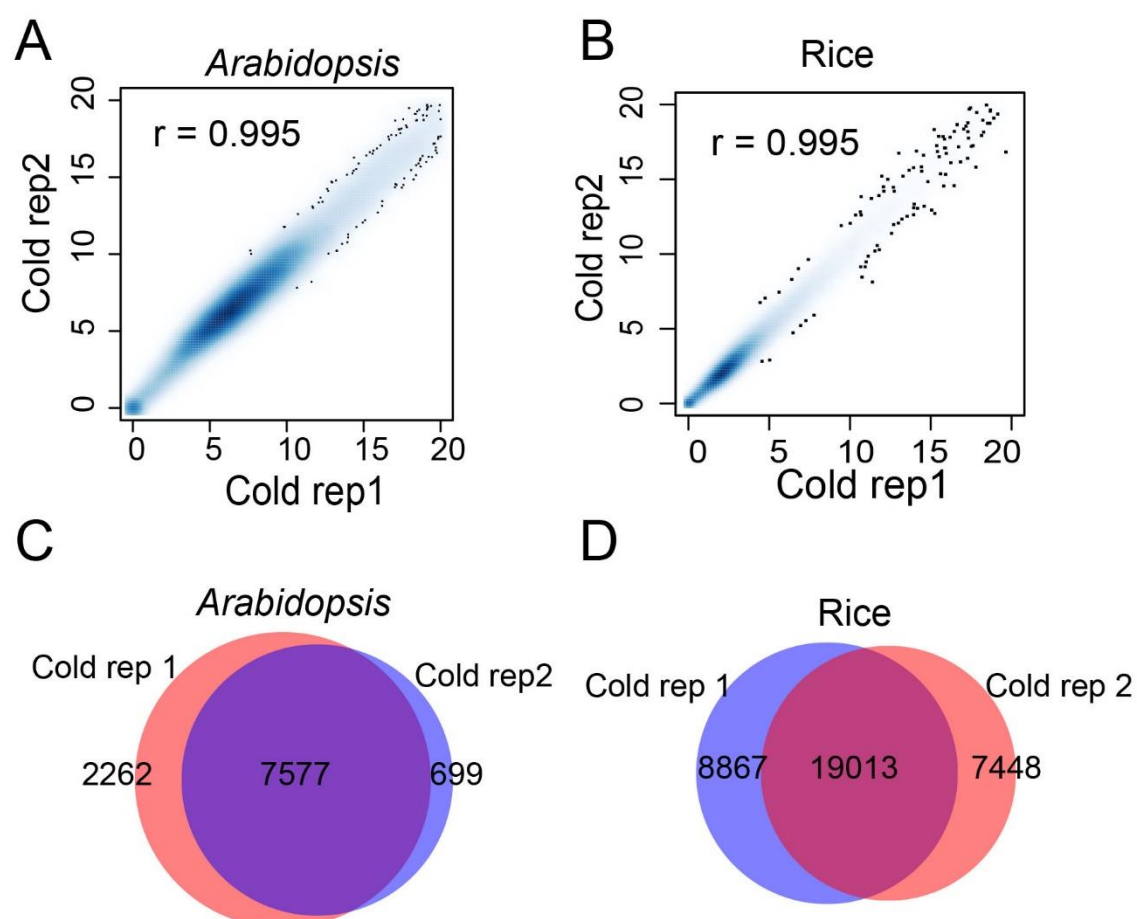 A
Arabidopsis
r = 0.995
20
15
10
5
0
Cold rep2
0 5 10 15 20
Cold rep1
B
Rice
r = 0.995
20
15
10
5
0
Cold rep2
0 5 10 15 20
Cold rep1
C
Arabidopsis
Cold rep 1
Cold rep2
2262 7577 699
D
Rice
Cold rep 1
Cold rep 2
8867 19013 7448